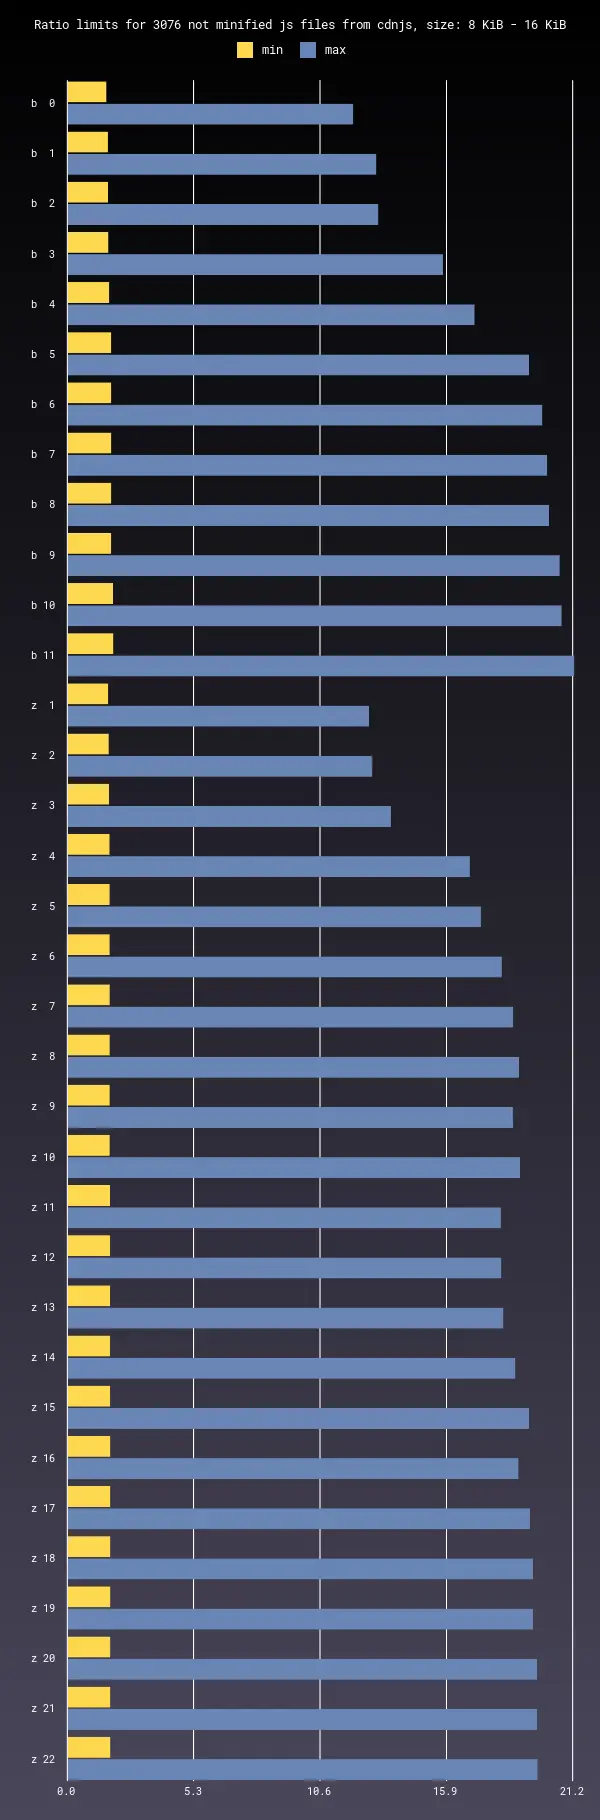 Ratio limits for 3076 not minified js files from cdnjs, size: 8 KiB - 16 KiB
min max
b 0
b 1
b 2
b 3
b 4
b 5
b 6
b 7
b 8
b 9
b 10
b 11
z 1
z 2
z 3
z 4
z 5
z 6
z 7
z 8
z 9
z 10
z 11
z 12
z 13
z 14
z 15
z 16
z 17
z 18
z 19
z 20
z 21
z 22
0.0 5.3 10.6 15.9 21.2